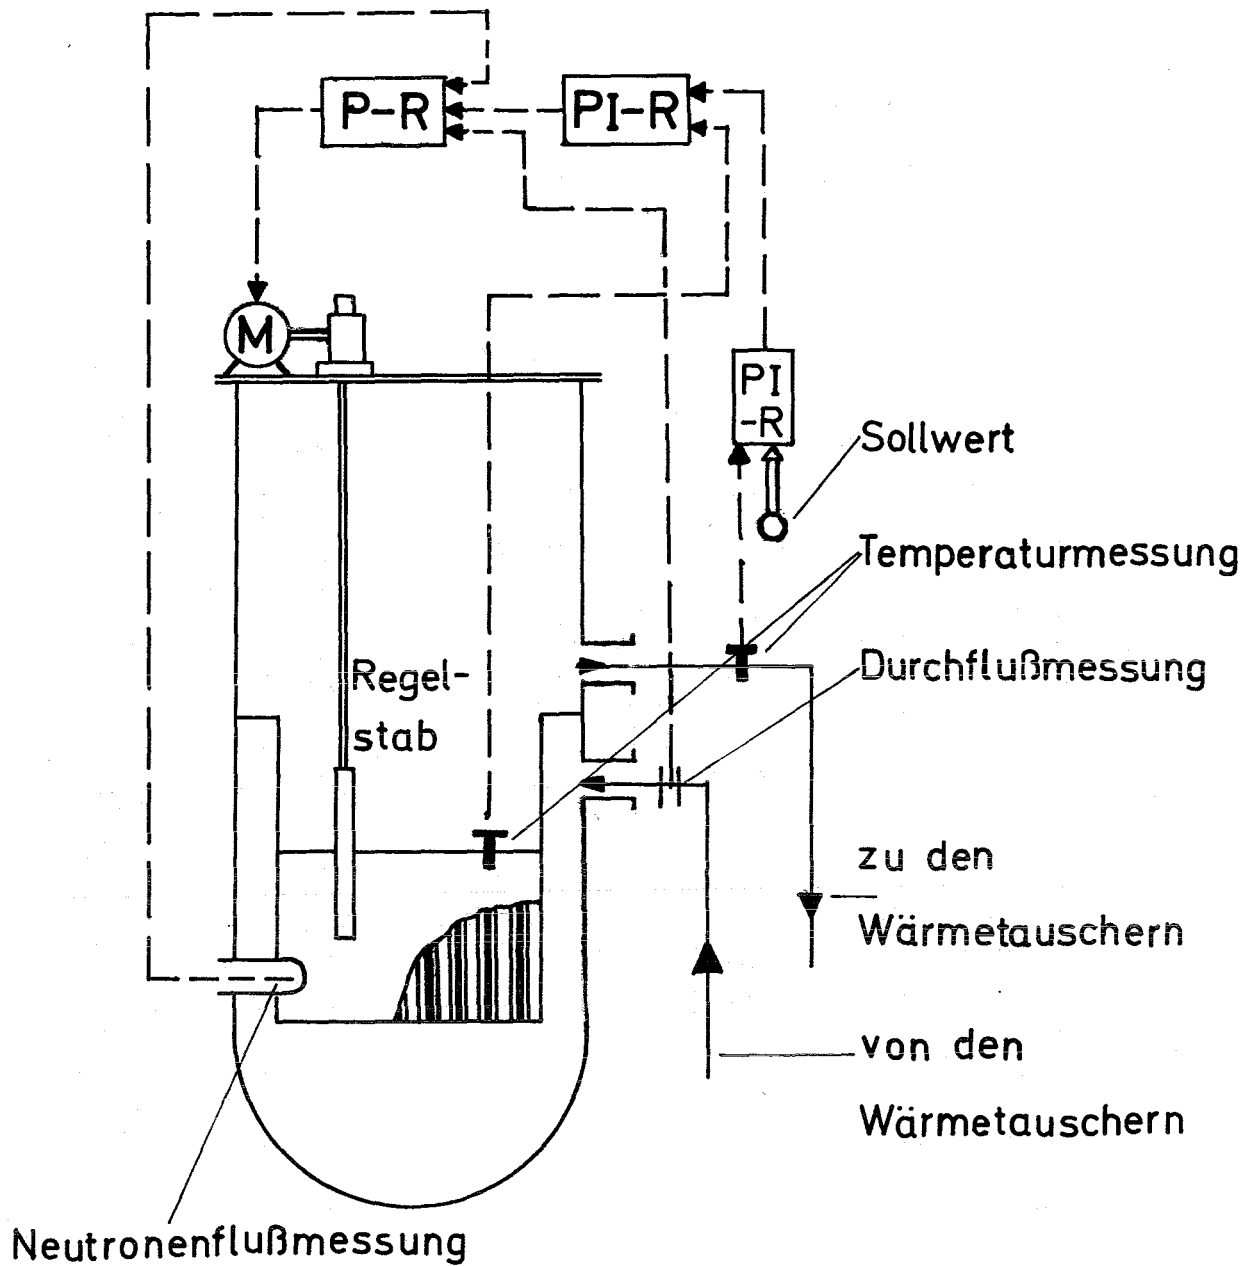 P-R
PI-R
M
PI
-R
Sollwert
Temperaturmessung
Regel-
stab
Durchflußmessung
zu den
Wärmetauschern
von den
Wärmetauschern
Neutronenflußmessung